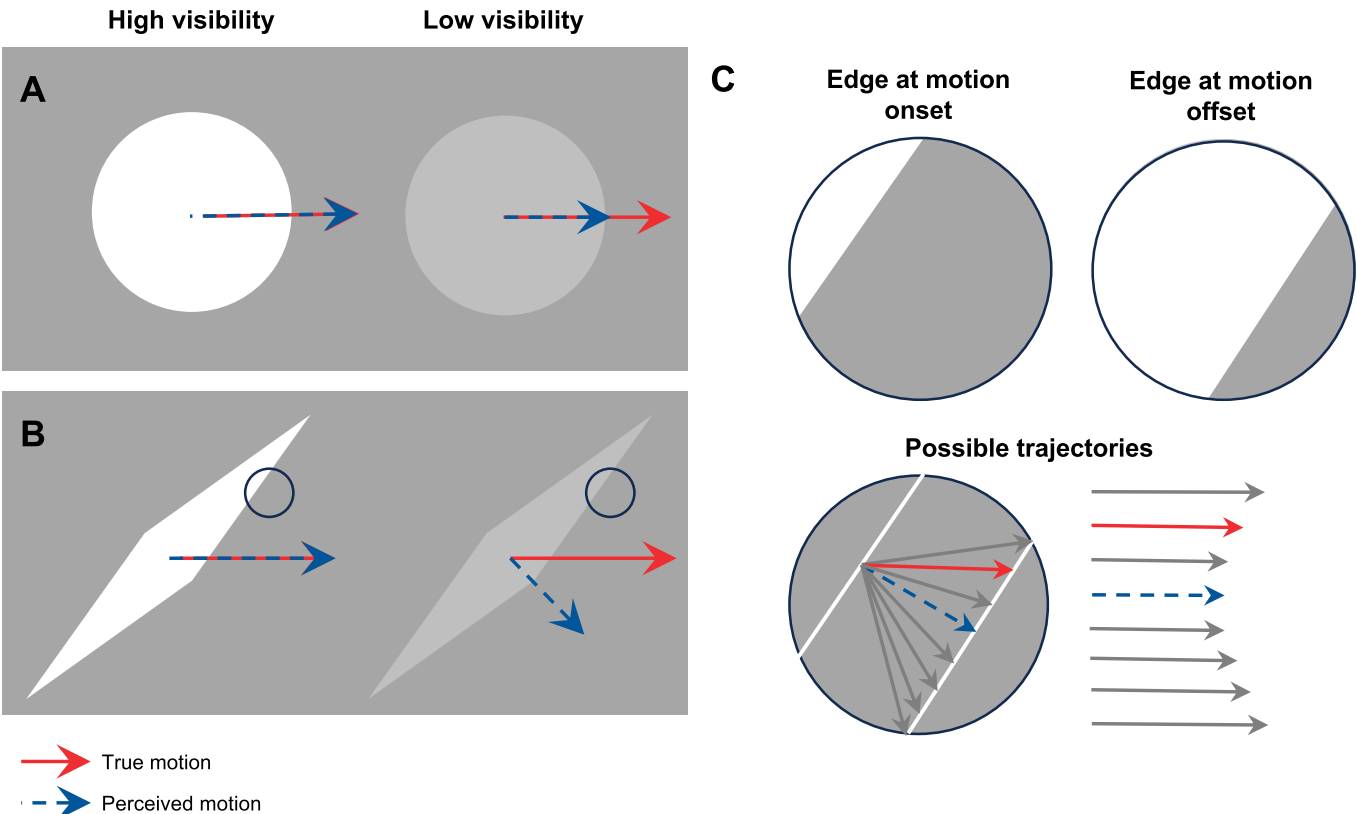 High visibility
Low visibility
A
B
True motion
Perceived motion
C
Edge at motion
onset
Edge at motion
offset
Possible trajectories